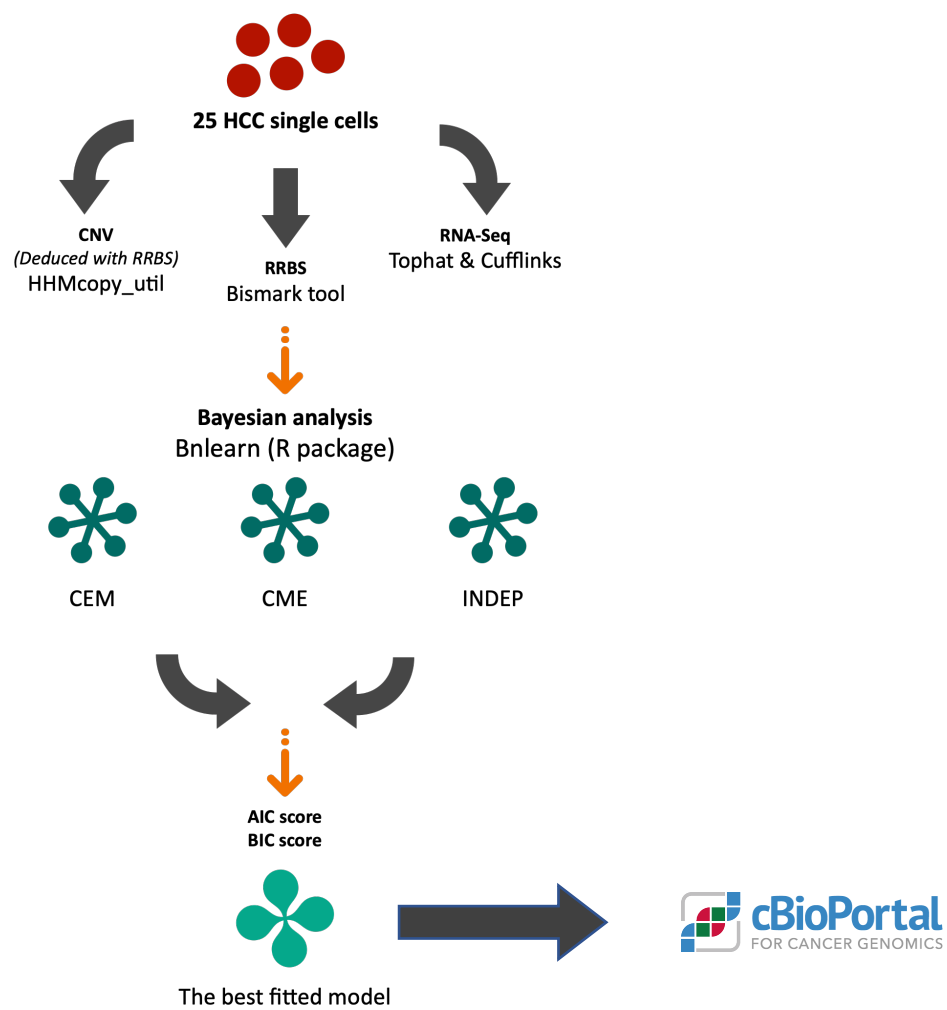 25 HCC single cells
CNV
(Deduced with RRBS)
HHMcopy_util
RRBS
Bismark tool
RNA-Seq
Tophat & Cufflinks
Bayesian analysis
Bnlearn (R package)
CEM
CME
INDEP
AIC score
BIC score
The best fitted model
cBioPortal
FOR CANCER GENOMICS